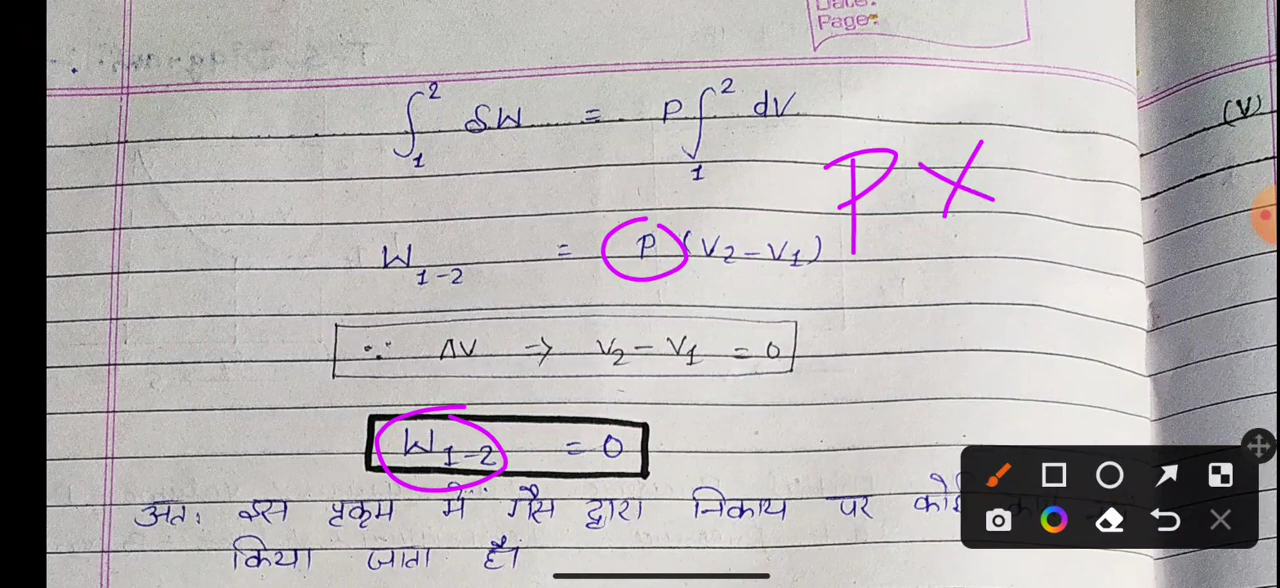 Date:
Page:
∫₁² δW = P ∫₁² dV
(V)
P X
W₁₋₂ = P (V₂ – V₁)
∵ ΔV ⇒ V₂ – V₁ = 0
W₁₋₂ = 0
अतः इस प्रक्रम में गैस द्वारा निकाय पर
किया जाता है।